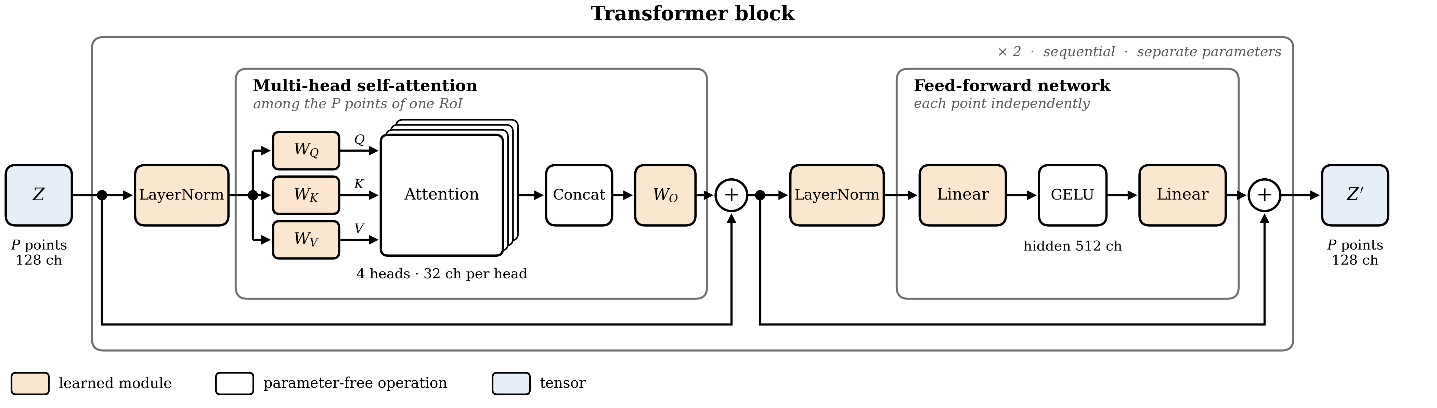 Transformer block
× 2 · sequential · separate parameters
Multi-head self-attention
among the P points of one RoI
Feed-forward network
each point independently
Z
P points
128 ch
LayerNorm
W_Q
W_K
W_V
Q
K
V
Attention
4 heads · 32 ch per head
Concat
W_O
+
LayerNorm
Linear
GELU
hidden 512 ch
Linear
+
Z′
P points
128 ch
learned module
parameter-free operation
tensor